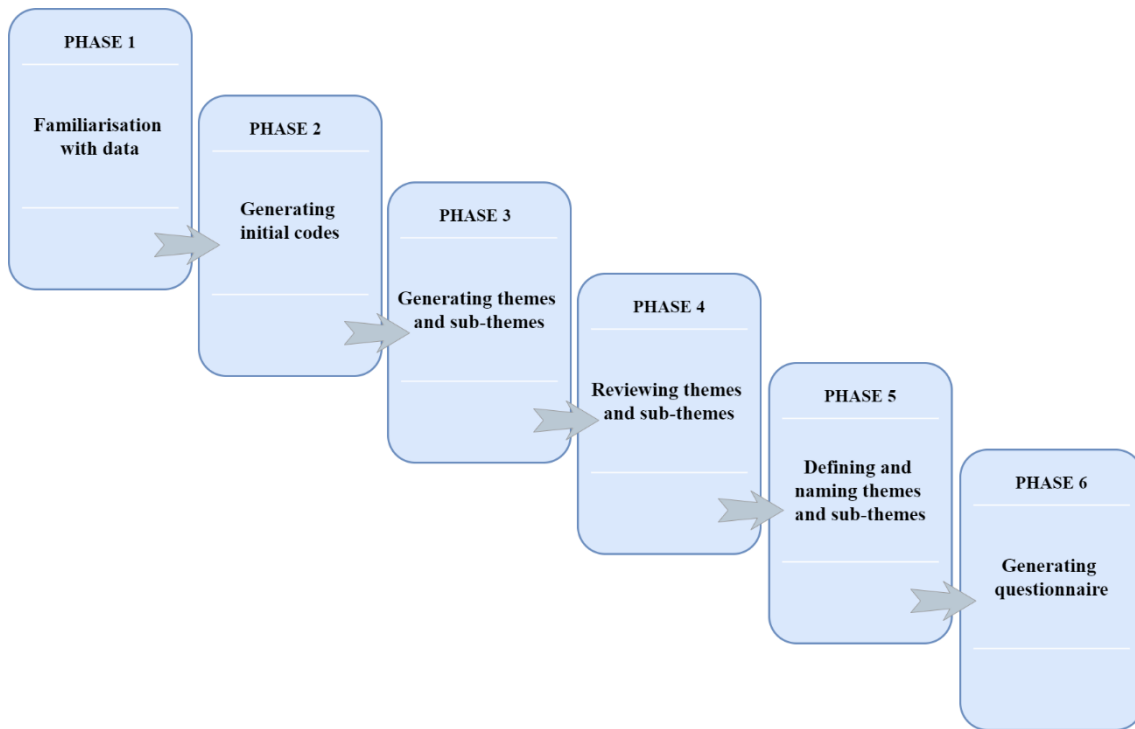 PHASE 1
Familiarisation
with data
PHASE 2
Generating
initial codes
PHASE 3
Generating themes
and sub-themes
PHASE 4
Reviewing themes
and sub-themes
PHASE 5
Defining and
naming themes
and sub-themes
PHASE 6
Generating
questionnaire